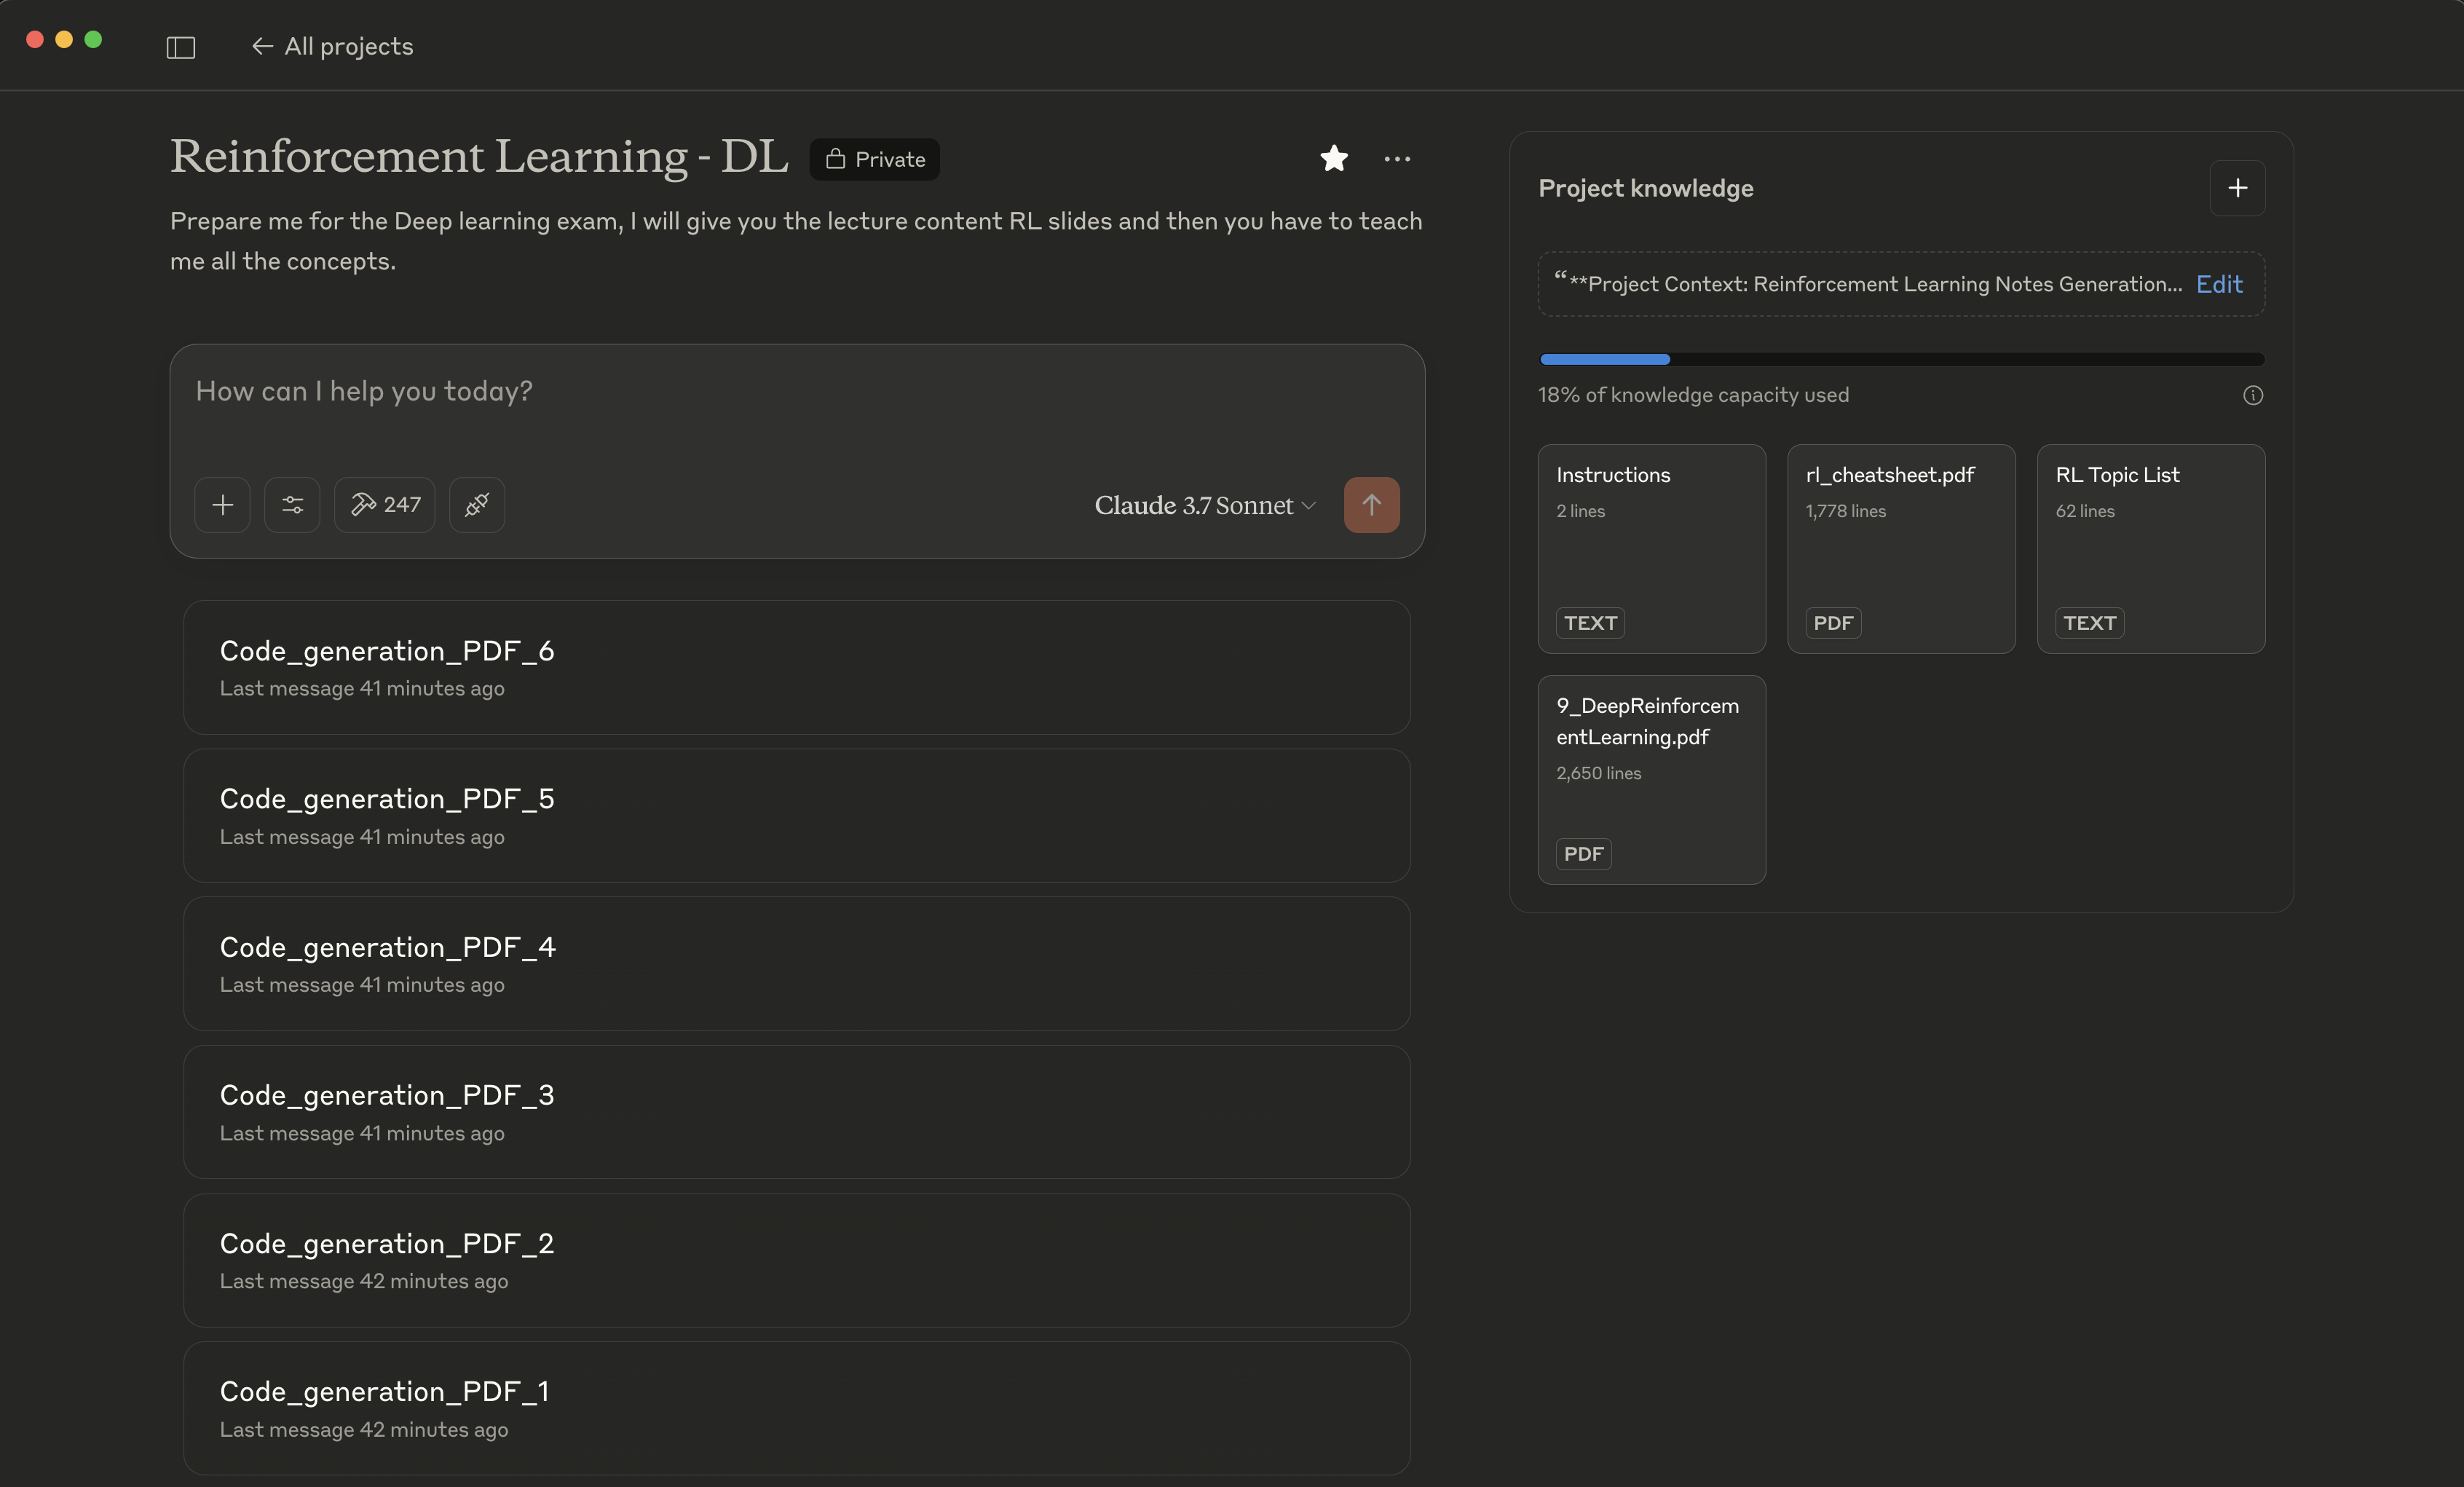 All projects
Reinforcement Learning - DL
Private
Prepare me for the Deep learning exam, I will give you the lecture content RL slides and then you have to teach
me all the concepts.
How can I help you today?
247
Claude 3.7 Sonnet
Code_generation_PDF_6
Last message 41 minutes ago
Code_generation_PDF_5
Last message 41 minutes ago
Code_generation_PDF_4
Last message 41 minutes ago
Code_generation_PDF_3
Last message 41 minutes ago
Code_generation_PDF_2
Last message 42 minutes ago
Code_generation_PDF_1
Last message 42 minutes ago
Project knowledge
“**Project Context: Reinforcement Learning Notes Generation...
Edit
18% of knowledge capacity used
Instructions
2 lines
TEXT
rl_cheatsheet.pdf
1,778 lines
PDF
RL Topic List
62 lines
TEXT
9_DeepReinforcem
entLearning.pdf
2,650 lines
PDF